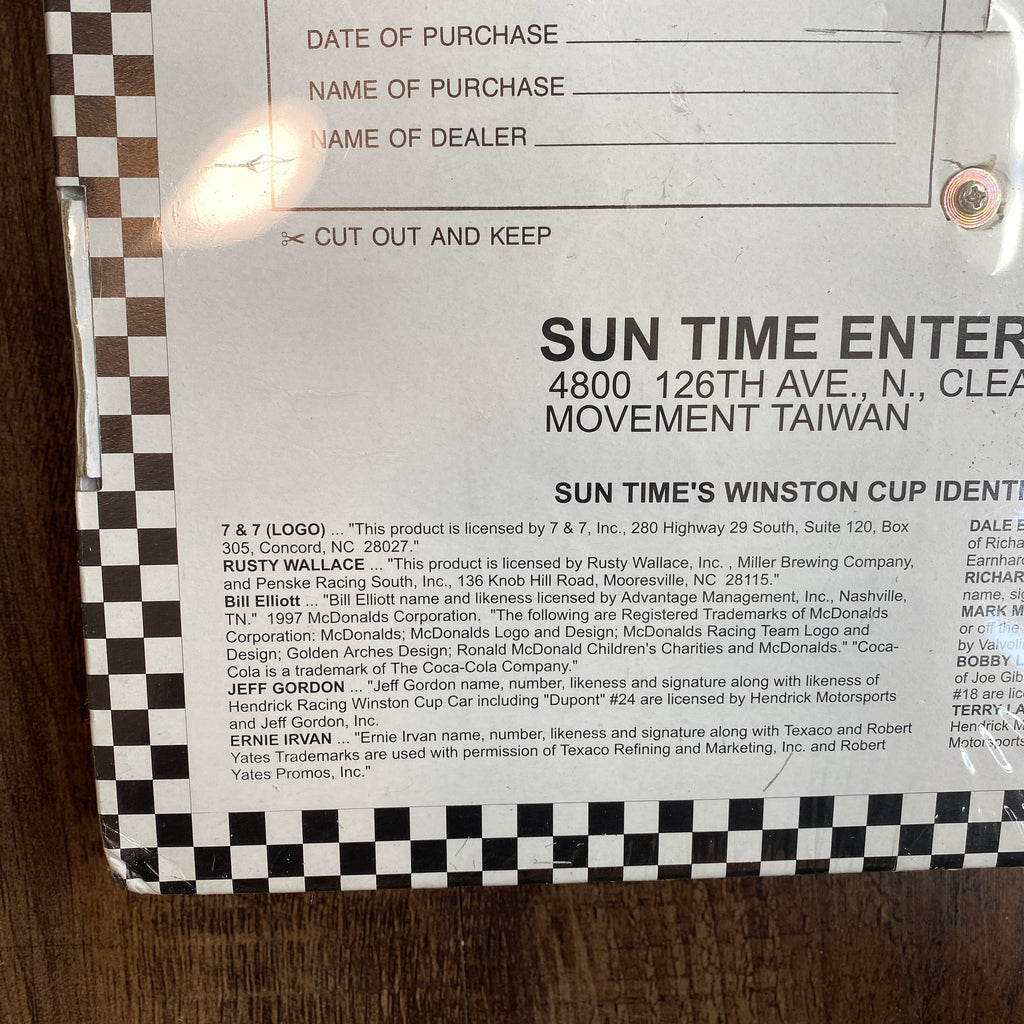 DATE OF PURCHASE
NAME OF PURCHASE
NAME OF DEALER
CUT OUT AND KEEP
SUN TIME ENTER
4800 126TH AVE., N., CLEA
MOVEMENT TAIWAN
SUN TIME'S WINSTON CUP IDENTI
7 & 7 (LOGO) ... "This product is licensed by 7 & 7, Inc., 280 Highway 29 South, Suite 120, Box
305, Concord, NC 28027."
RUSTY WALLACE ... "This product is licensed by Rusty Wallace, Inc. , Miller Brewing Company,
and Penske Racing South, Inc., 136 Knob Hill Road, Mooresville, NC 28115."
Bill Elliott ... "Bill Elliott name and likeness licensed by Advantage Management, Inc., Nashville,
TN." 1997 McDonalds Corporation. "The following are Registered Trademarks of McDonalds
Corporation: McDonalds; McDonalds Logo and Design; McDonalds Racing Team Logo and
Design; Golden Arches Design; Ronald McDonald Children's Charities and McDonalds." "Coca-
Cola is a trademark of The Coca-Cola Company."
JEFF GORDON ... "Jeff Gordon name, number, likeness and signature along with likeness of
Hendrick Racing Winston Cup Car including "Dupont" #24 are licensed by Hendrick Motorsports
and Jeff Gordon, Inc.
ERNIE IRVAN ... "Ernie Irvan name, number, likeness and signature along with Texaco and Robert
Yates Trademarks are used with permission of Texaco Refining and Marketing, Inc. and Robert
Yates Promos, Inc."
DALE E
of Richa
Earnhar
RICHAR
name, sig
MARK M
or off the
by Valvoli
BOBBY L
of Joe Gib
#18 are lic
TERRY LA
Hendrick M
Motorsports